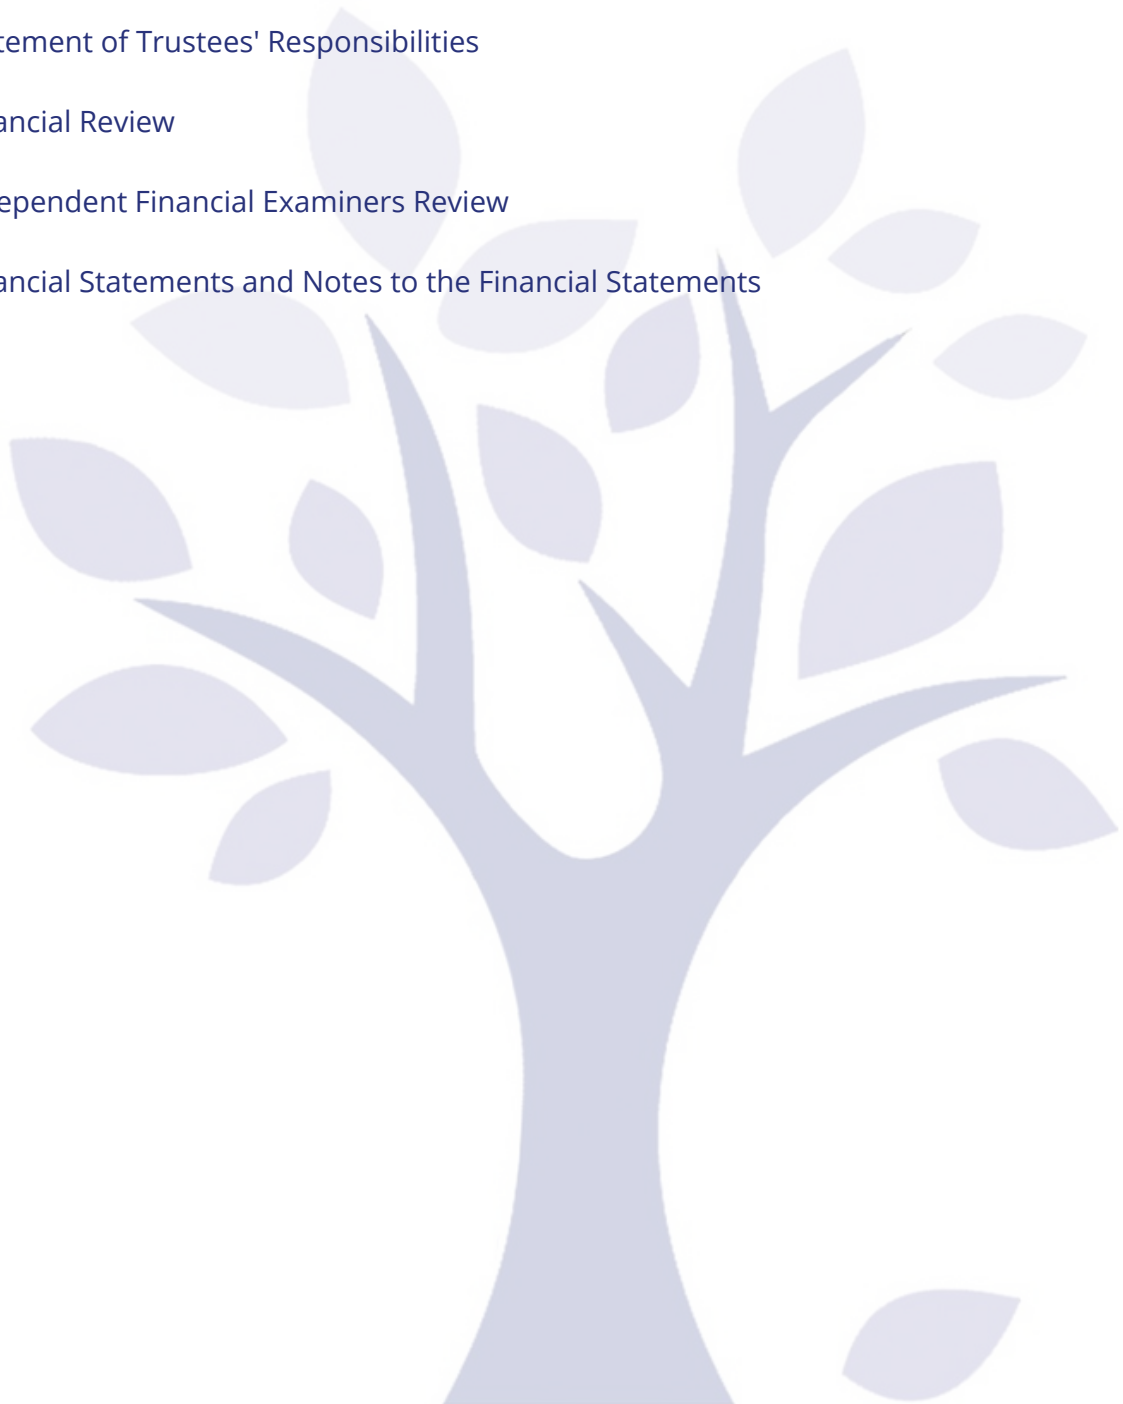 tement of Trustees' Responsibilities
ancial Review
ependent Financial Examiners Review
ancial Statements and Notes to the Financial Statements